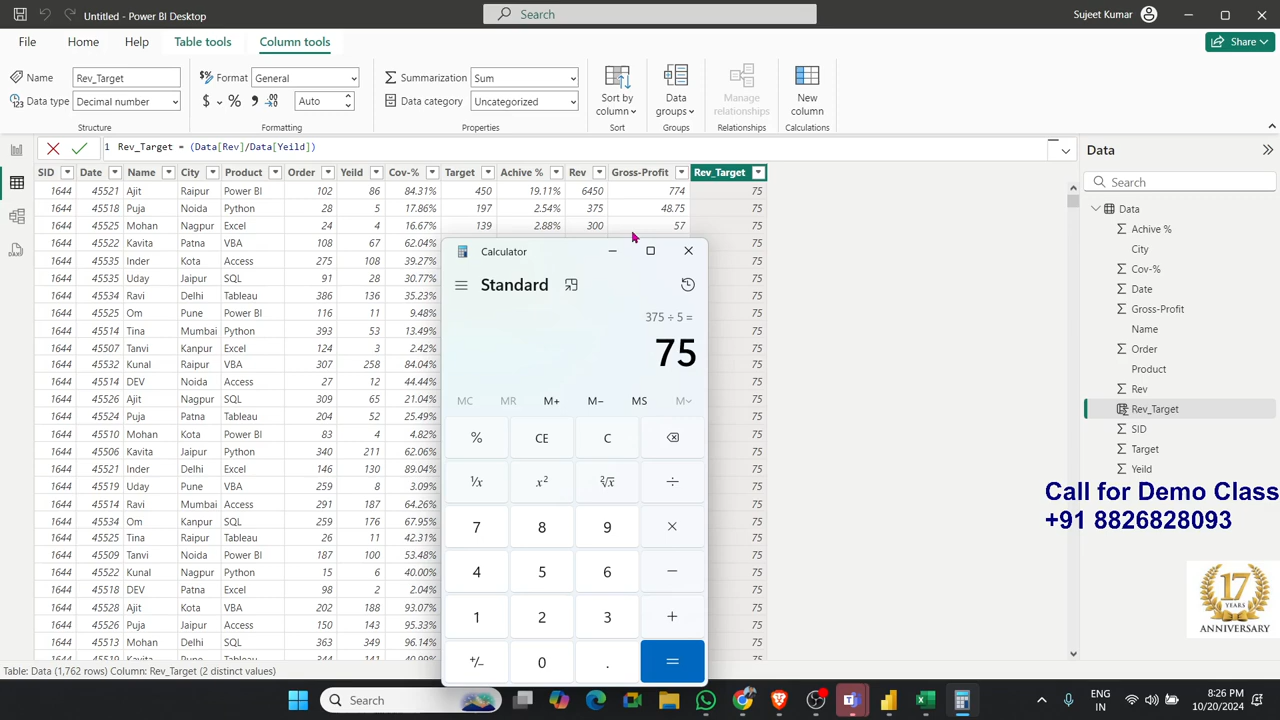 Untitled - Power BI Desktop
Search
Sujeet Kumar
File Home Help Table tools Column tools
Share
Name Rev_Target
Format General
Summarization Sum
Data type Decimal number
$ % Auto
Data category Uncategorized
Sort by column
Data groups
Manage relationships
New column
Structure Formatting Properties Sort Groups Relationships Calculations
1 Rev_Target = (Data[Rev]/Data[Yeild])
SID Date Name City Product Order Yeild Cov-% Target Achive % Rev Gross-Profit Rev_Target
1644 45521 Ajit Raipur Power BI 102 86 84.31% 450 19.11% 6450 774 75
1644 45518 Puja Noida Python 28 5 17.86% 197 2.54% 375 48.75 75
1644 45513 Mohan Nagpur Excel 24 4 16.67% 139 2.88% 300 57 75
1644 45522 Kavita Patna VBA 108 67 62.04% 75
1644 45535 Inder Kota Access 275 108 39.27% 75
1644 45535 Uday Jaipur SQL 91 28 30.77% 75
1644 45534 Ravi Delhi Tableau 386 136 35.23% 75
1644 45525 Om Pune Power BI 116 11 9.48% 75
1644 45514 Tina Mumbai Python 393 53 13.49% 75
1644 45507 Tanvi Kanpur Excel 124 3 2.42% 75
1644 45532 Kunal Raipur VBA 307 258 84.04% 75
1644 45514 DEV Noida Access 27 12 44.44% 75
1644 45526 Ajit Nagpur SQL 309 65 21.04% 75
1644 45524 Puja Patna Tableau 204 52 25.49% 75
1644 45510 Mohan Kota Power BI 83 4 4.82% 75
1644 45506 Kavita Jaipur Python 340 211 62.06% 75
1644 45521 Inder Delhi Excel 146 130 89.04% 75
1644 45519 Uday Pune VBA 259 8 3.09% 75
1644 45514 Ravi Mumbai Access 291 187 64.26% 75
1644 45534 Om Kanpur SQL 259 176 67.95% 75
1644 45525 Tina Raipur Tableau 26 11 42.31% 75
1644 45509 Tanvi Noida Power BI 187 100 53.48% 75
1644 45522 Kunal Nagpur Python 15 6 40.00% 75
1644 45518 DEV Patna Excel 98 2 2.04% 75
1644 45528 Ajit Kota VBA 202 188 93.07% 75
1644 45526 Puja Jaipur Access 150 143 95.33% 75
1644 45513 Mohan Delhi SQL 363 349 96.14% 75
Table: Data (1,762 rows) Column: Rev_Target (2 distinct values)
Calculator
Standard
375 ÷ 5 =
75
MC MR M+ M− MS M
% CE C
¹/x x² ²√x ÷
7 8 9 ×
4 5 6 −
1 2 3 +
+/− 0 . =
Data
Search
Data
Achive %
City
Cov-%
Date
Gross-Profit
Name
Order
Product
Rev
Rev_Target
SID
Target
Yeild
Call for Demo Class
+91 8826828093
17
YEARS
ANNIVERSARY
Search
ENG
IN
8:26 PM
10/20/2024